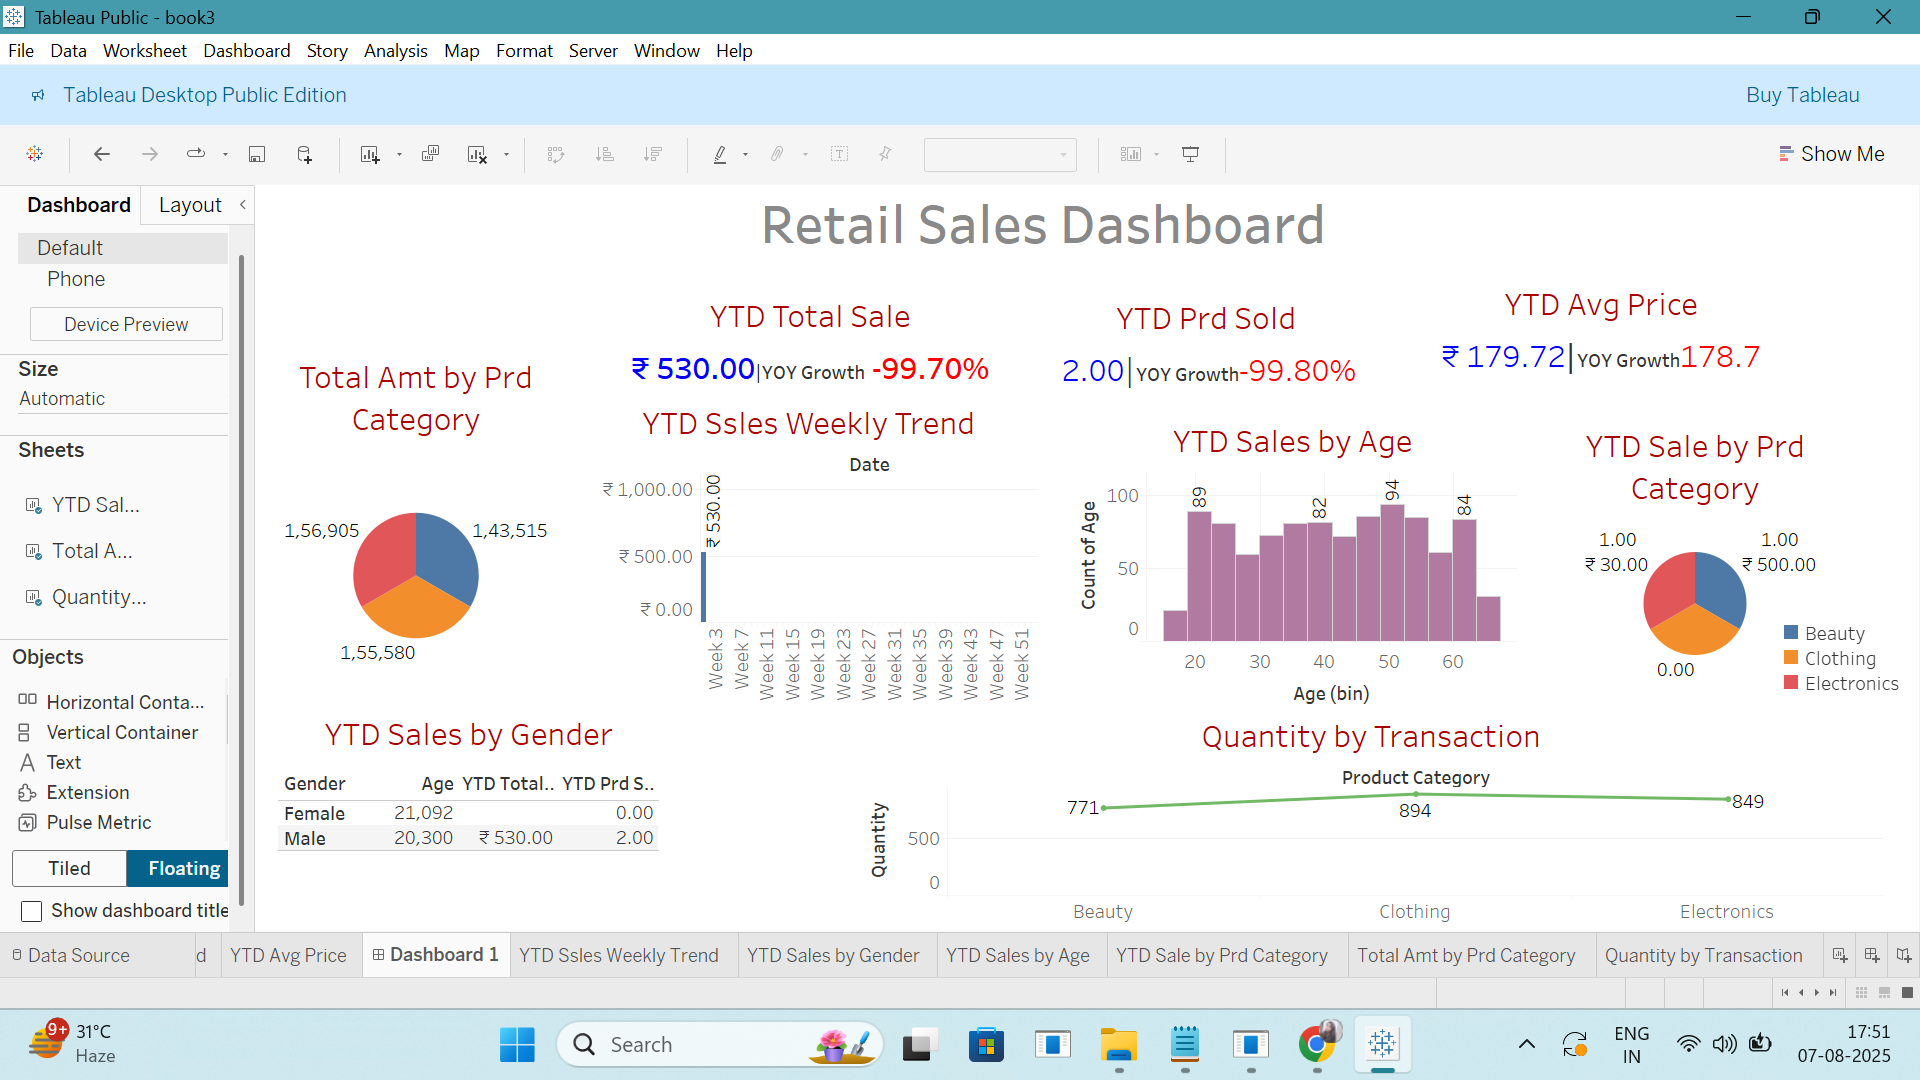 Tableau Public - book3
File Data Worksheet Dashboard Story Analysis Map Format Server Window Help
Tableau Desktop Public Edition
Buy Tableau
Show Me
Dashboard Layout
Default
Phone
Device Preview
Size
Automatic
Sheets
YTD Sal...
Total A...
Quantity...
Objects
Horizontal Conta...
Vertical Container
Text
Extension
Pulse Metric
Tiled Floating
Show dashboard title
Retail Sales Dashboard
YTD Total Sale
₹ 530.00|YOY Growth -99.70%
YTD Prd Sold
2.00|YOY Growth-99.80%
YTD Avg Price
₹ 179.72|YOY Growth178.7
Total Amt by Prd
Category
1,56,905
1,43,515
1,55,580
YTD Ssles Weekly Trend
Date
₹ 1,000.00
₹ 500.00
₹ 0.00
₹ 530.00
Week 3
Week 7
Week 11
Week 15
Week 19
Week 23
Week 27
Week 31
Week 35
Week 39
Week 43
Week 47
Week 51
YTD Sales by Age
Count of Age
100
50
0
89
82
94
84
20 30 40 50 60
Age (bin)
YTD Sale by Prd
Category
1.00
₹ 30.00
1.00
₹ 500.00
0.00
Beauty
Clothing
Electronics
YTD Sales by Gender
Gender Age YTD Total.. YTD Prd S..
Female 21,092 0.00
Male 20,300 ₹ 530.00 2.00
Quantity by Transaction
Product Category
Quantity
500
0
771
894
849
Beauty Clothing Electronics
Data Source d YTD Avg Price Dashboard 1 YTD Ssles Weekly Trend YTD Sales by Gender YTD Sales by Age YTD Sale by Prd Category Total Amt by Prd Category Quantity by Transaction
9+
31°C
Haze
Search
ENG
IN
17:51
07-08-2025